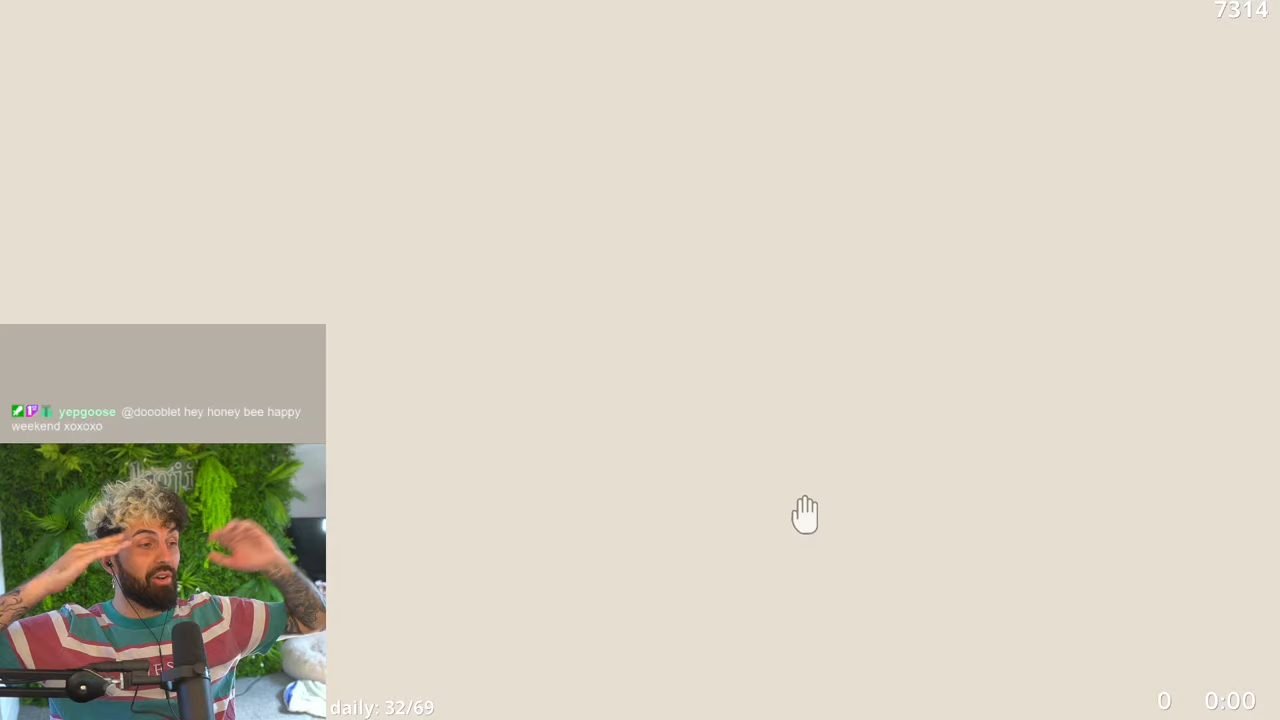 7314
yepgoose @doooblet hey honey bee happy
weekend xoxoxo
daily: 32/69
0 0:00